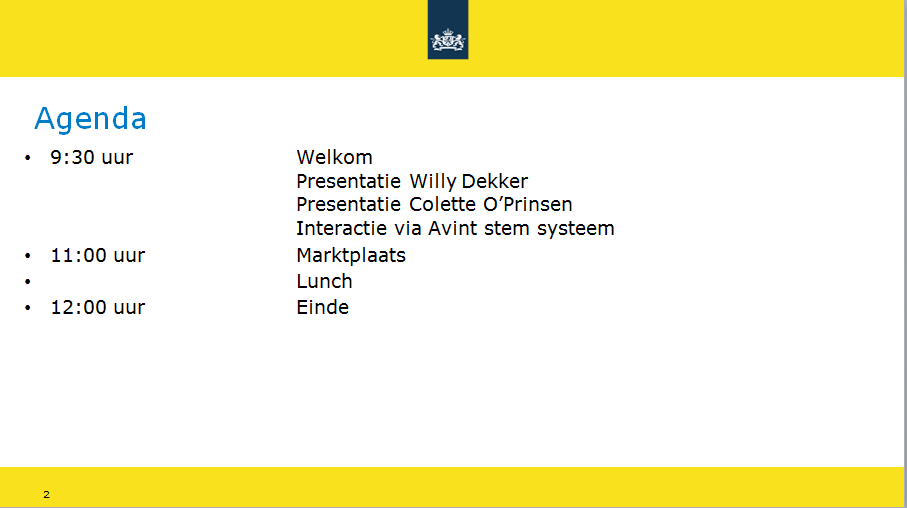 Agenda
• 9:30 uur Welkom
Presentatie Willy Dekker
Presentatie Colette O’Prinsen
Interactie via Avint stem systeem
• 11:00 uur Marktplaats
• Lunch
• 12:00 uur Einde
2